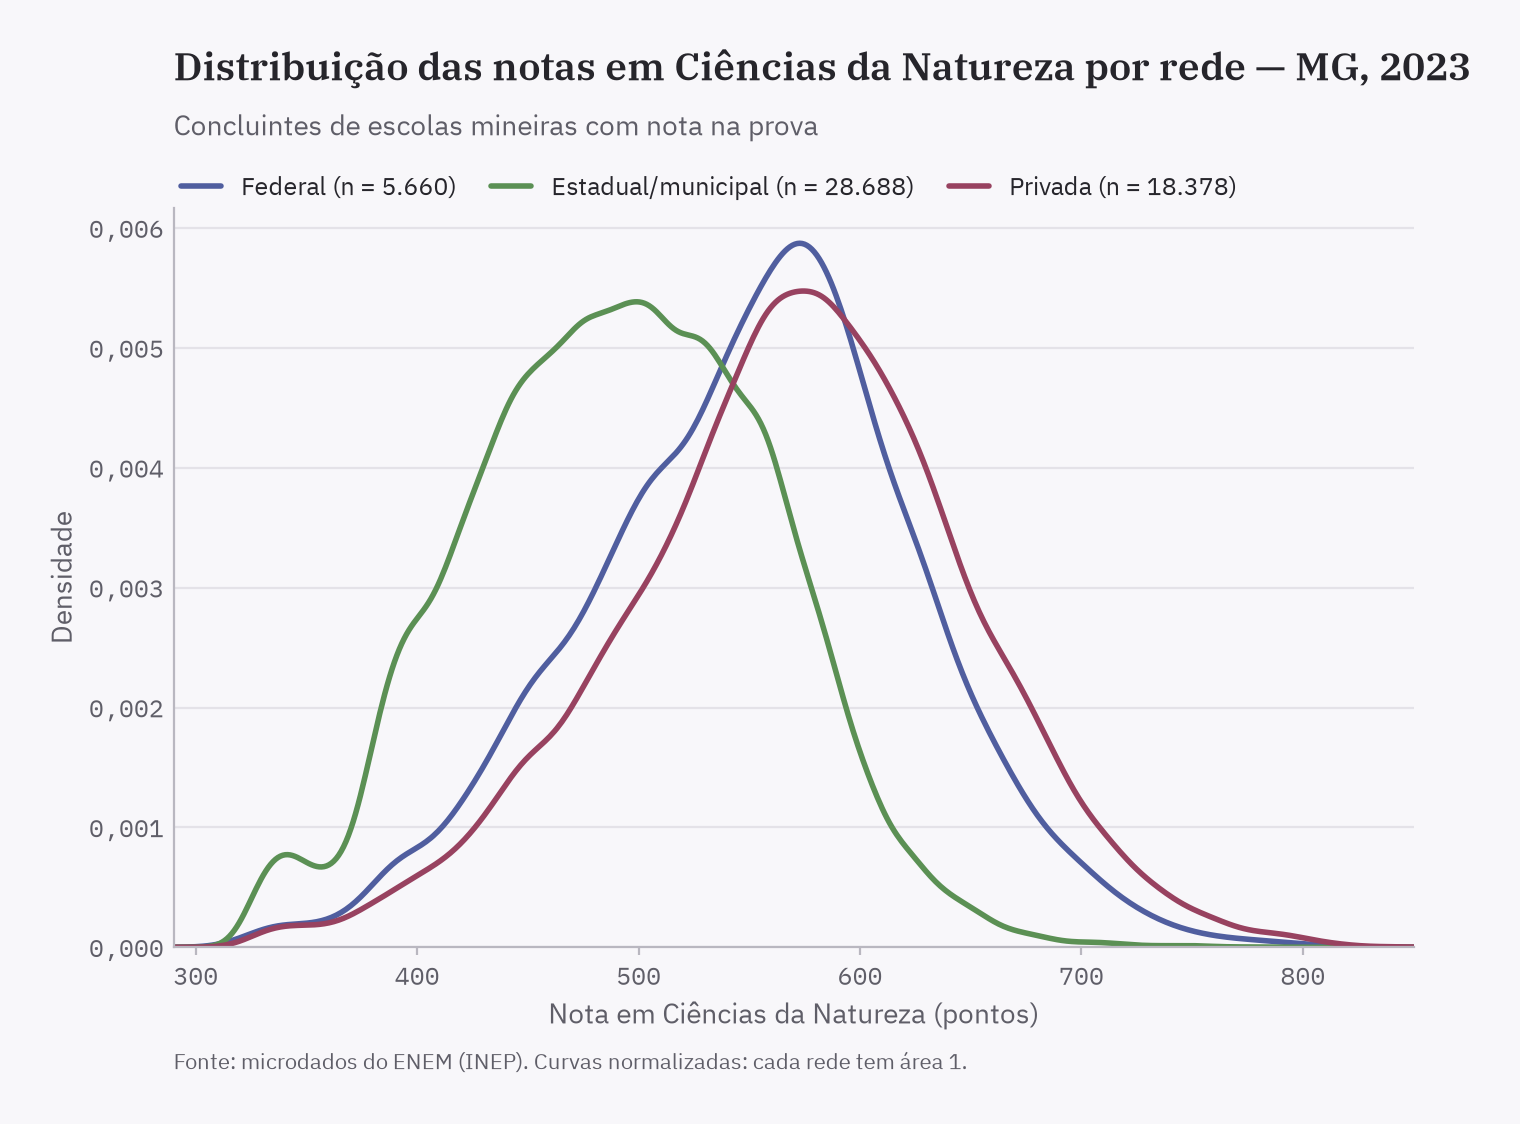 Distribuição das notas em Ciências da Natureza por rede — MG, 2023
Concluintes de escolas mineiras com nota na prova
Federal (n = 5.660)
Estadual/municipal (n = 28.688)
Privada (n = 18.378)
0,006
0,005
0,004
0,003
0,002
0,001
0,000
Densidade
300
400
500
600
700
800
Nota em Ciências da Natureza (pontos)
Fonte: microdados do ENEM (INEP). Curvas normalizadas: cada rede tem área 1.